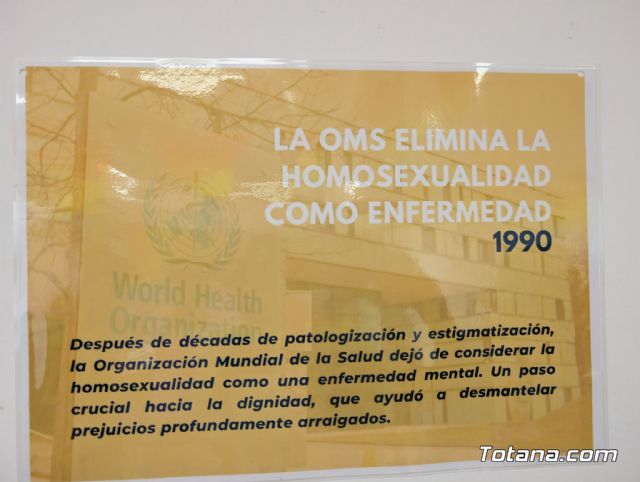 LA OMS ELIMINA LA
HOMOSEXUALIDAD
COMO ENFERMEDAD
1990
World Health
Organization
Después de décadas de patologización y estigmatización,
la Organización Mundial de la Salud dejó de considerar la
homosexualidad como una enfermedad mental. Un paso
crucial hacia la dignidad, que ayudó a desmantelar
prejuicios profundamente arraigados.
Totana.com